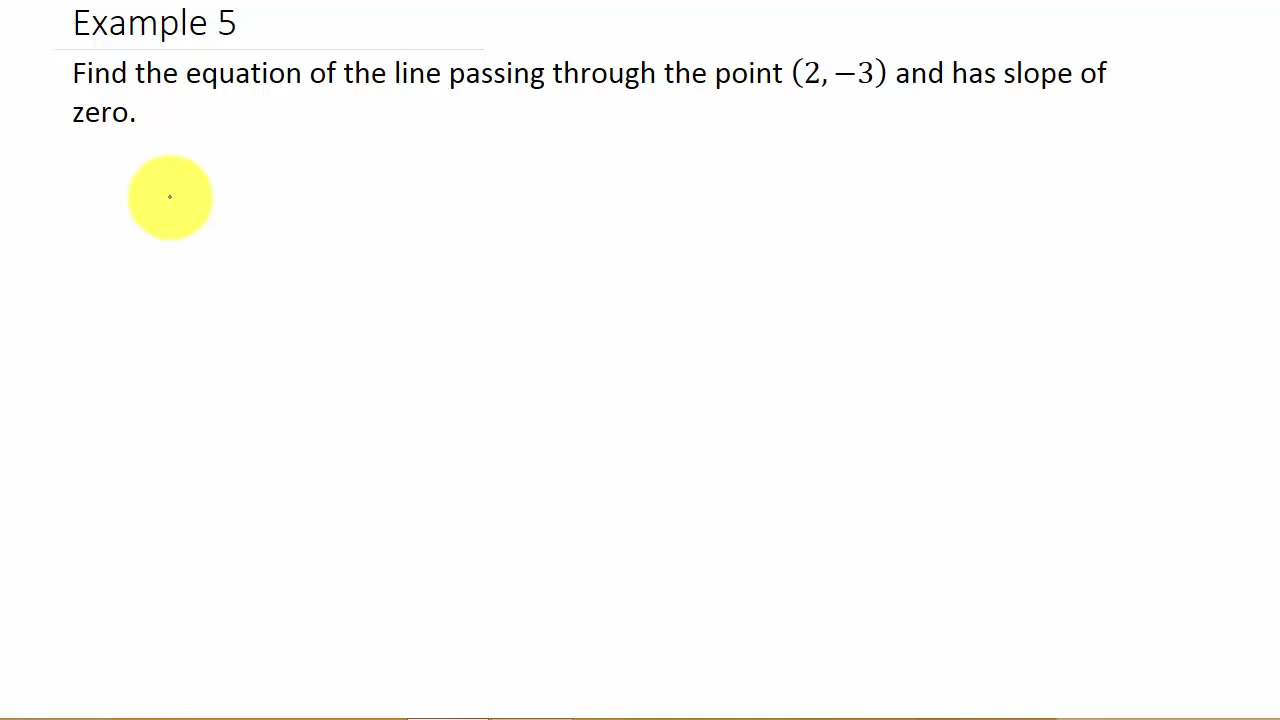 Example 5
Find the equation of the line passing through the point (2, −3) and has slope of
zero.